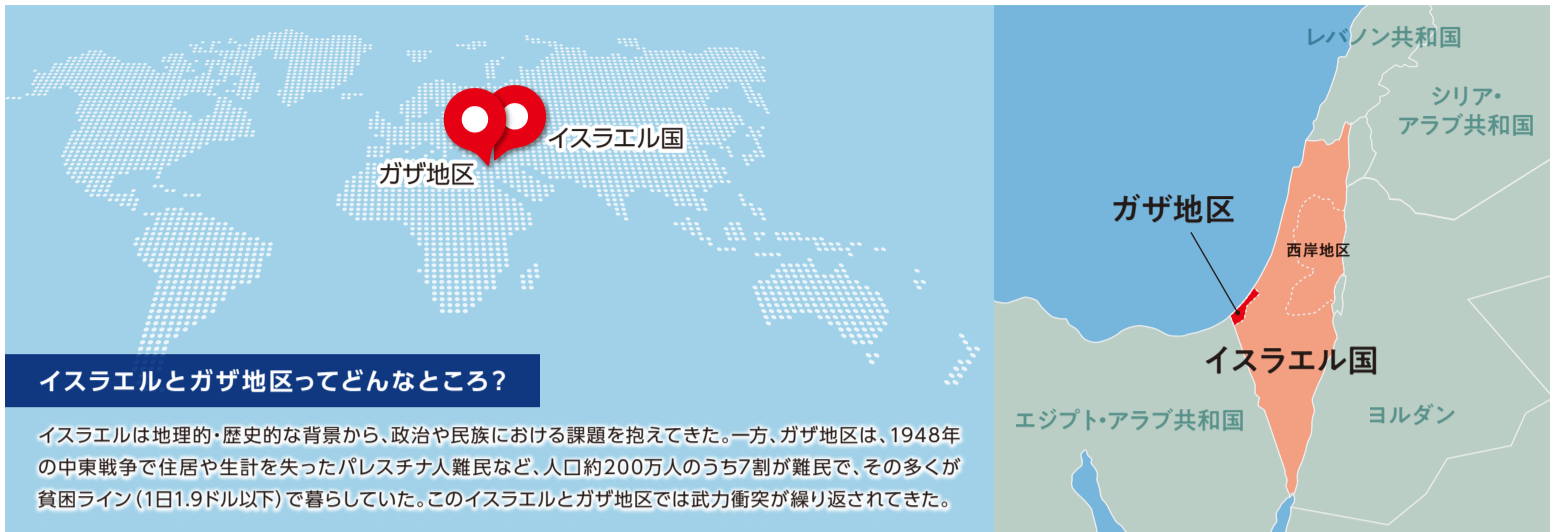 イスラエル国
ガザ地区
イスラエルとガザ地区ってどんなところ？
イスラエルは地理的･歴史的な背景から、政治や民族における課題を抱えてきた。一方、ガザ地区は、1948年
の中東戦争で住居や生計を失ったパレスチナ人難民など、人口約200万人のうち7割が難民で、その多くが
貧困ライン（1日1.9ドル以下）で暮らしていた。このイスラエルとガザ地区では武力衝突が繰り返されてきた。
レバノン共和国
シリア・
アラブ共和国
ガザ地区
西岸地区
イスラエル国
エジプト・アラブ共和国
ヨルダン